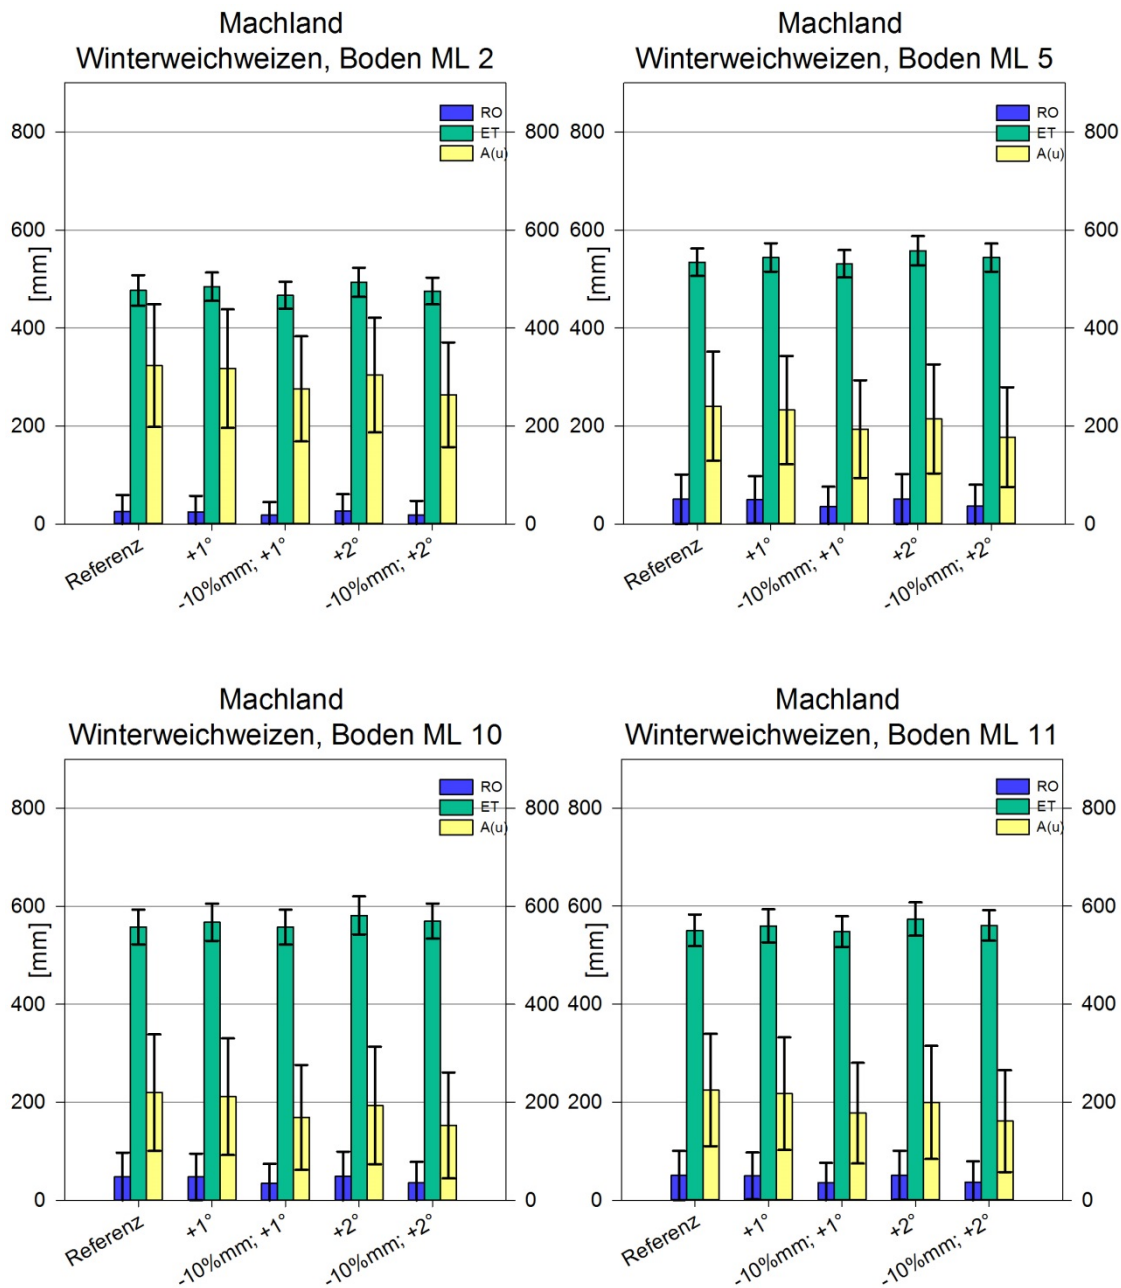 Machland
Winterweichweizen, Boden ML 2
RO
ET
A(u)
800
600
400
200
0
[mm]
800
600
400
200
0
Referenz
+1°
-10%mm; +1°
+2°
-10%mm; +2°
Machland
Winterweichweizen, Boden ML 5
RO
ET
A(u)
800
600
400
200
0
[mm]
800
600
400
200
0
Referenz
+1°
-10%mm; +1°
+2°
-10%mm; +2°
Machland
Winterweichweizen, Boden ML 10
RO
ET
A(u)
800
600
400
200
0
[mm]
800
600
400
200
0
Referenz
+1°
-10%mm; +1°
+2°
-10%mm; +2°
Machland
Winterweichweizen, Boden ML 11
RO
ET
A(u)
800
600
400
200
0
[mm]
800
600
400
200
0
Referenz
+1°
-10%mm; +1°
+2°
-10%mm; +2°